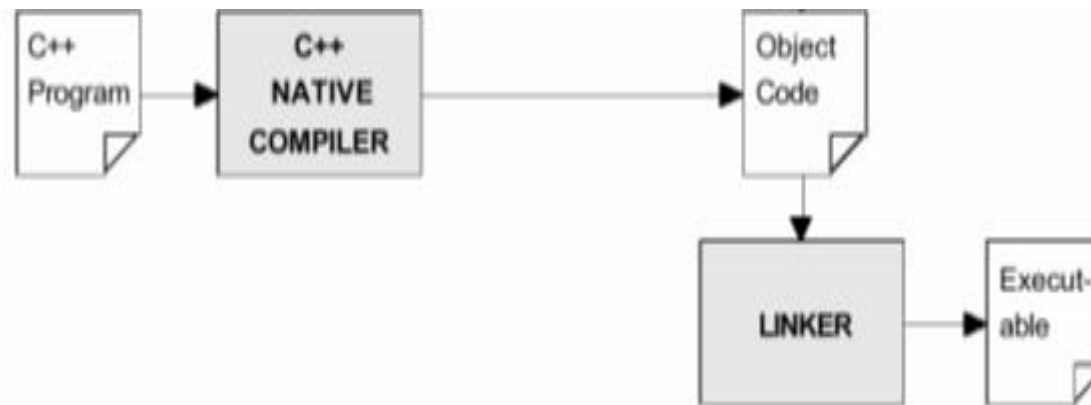 C++
Program
C++
NATIVE
COMPILER
Object
Code
LINKER
Execut-
able